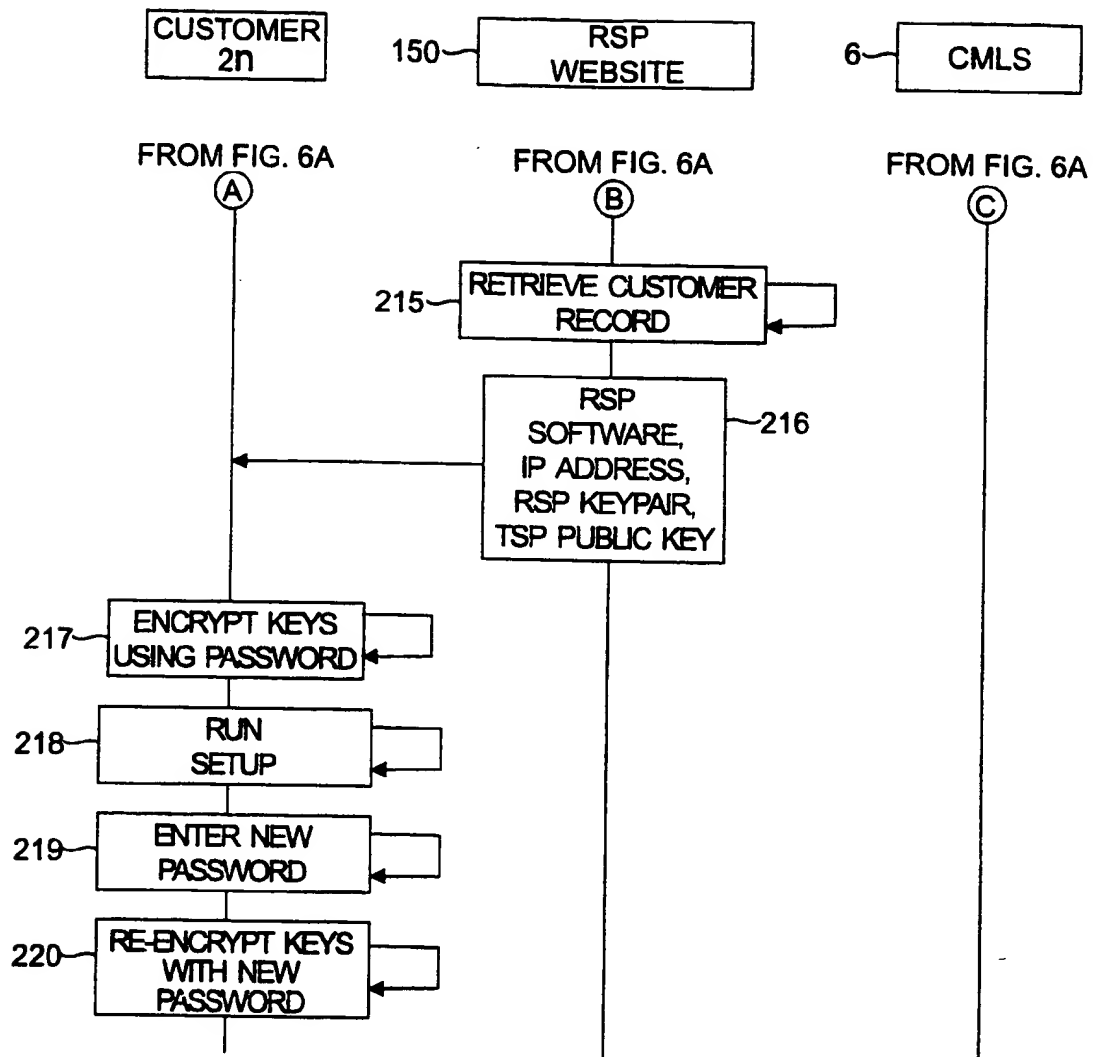 CUSTOMER
2n
150
RSP
WEBSITE
6
CMLS
FROM FIG. 6A
A
FROM FIG. 6A
B
FROM FIG. 6A
C
215
RETRIEVE CUSTOMER
RECORD
RSP
SOFTWARE,
IP ADDRESS,
RSP KEYPAIR,
TSP PUBLIC KEY
216
217
ENCRYPT KEYS
USING PASSWORD
218
RUN
SETUP
219
ENTER NEW
PASSWORD
220
RE-ENCRYPT KEYS
WITH NEW
PASSWORD